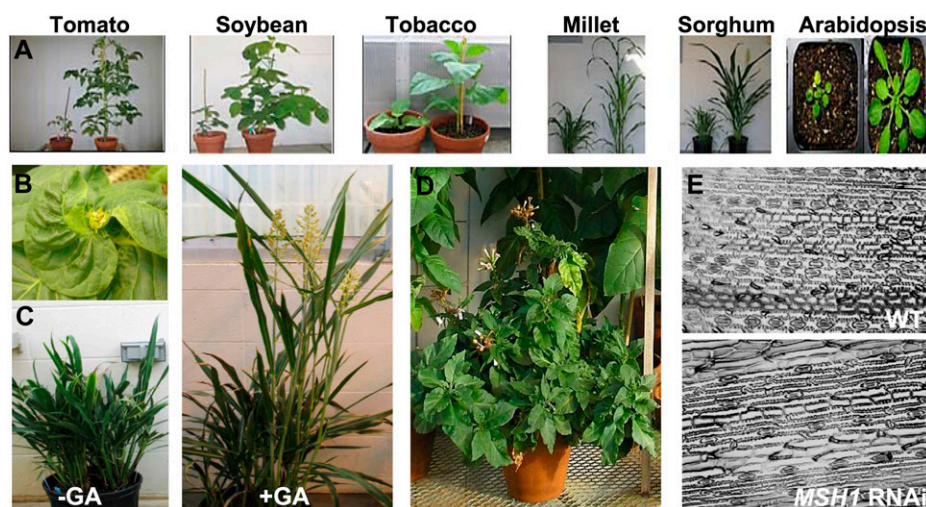 Tomato Soybean Tobacco Millet Sorghum Arabidopsis
A
B
D
E
WT
C
-GA +GA
MSH1 RNAi